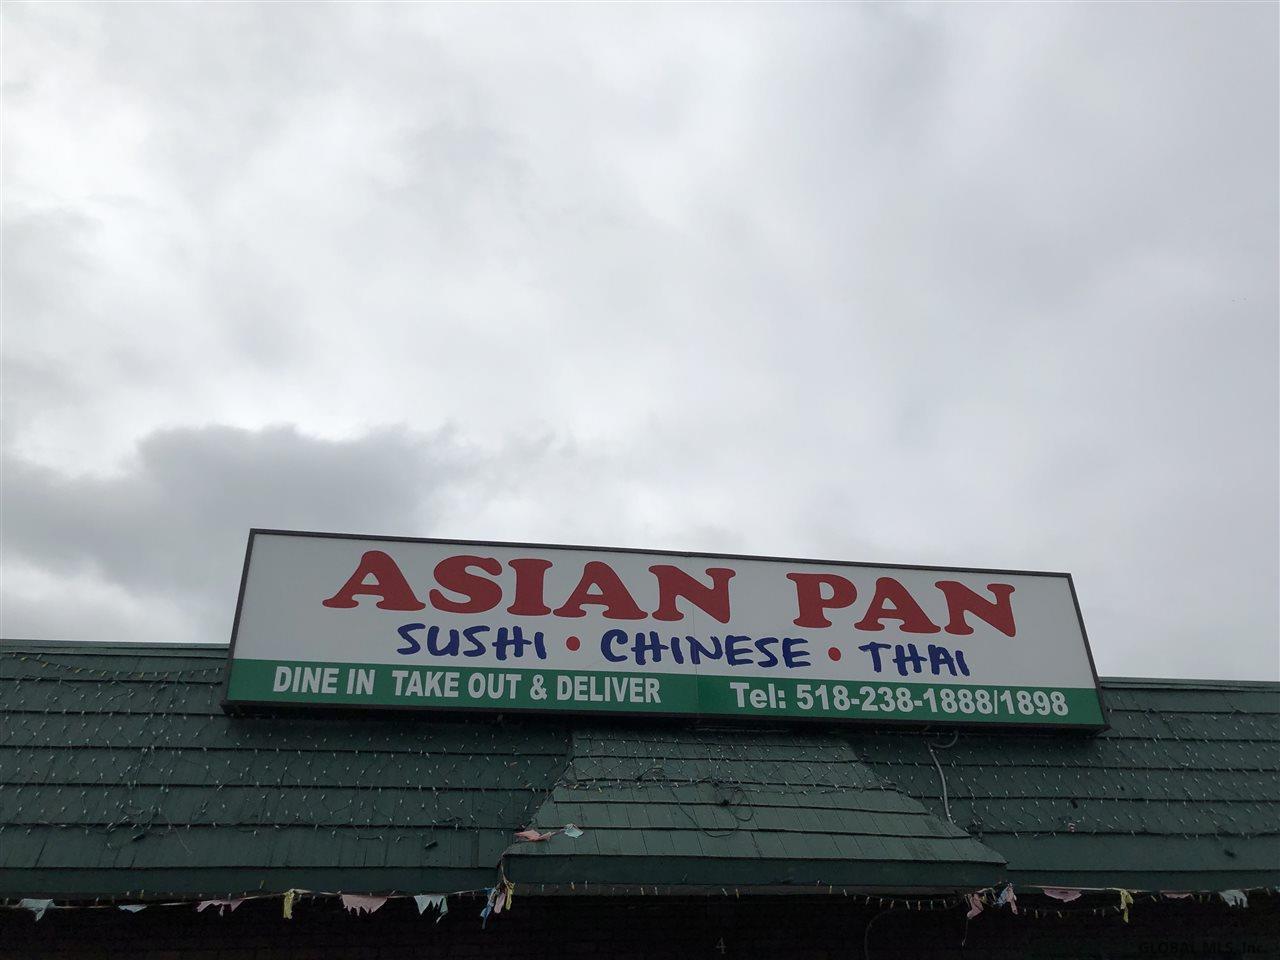 ASIAN PAN
SUSHI • CHINESE • THAI
DINE IN TAKE OUT & DELIVER Tel: 518-238-1888/1898
4
GLOBAL MLS, Inc.